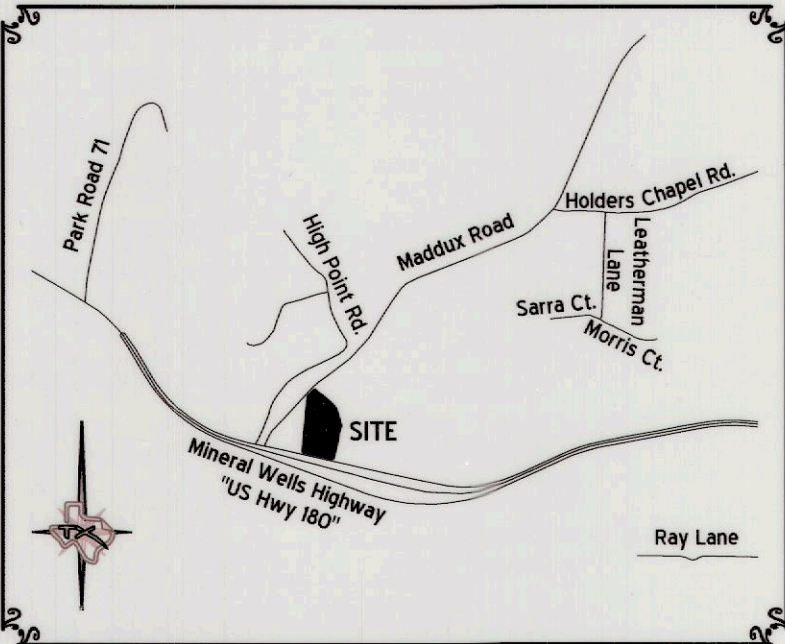 Park Road 71
High Point Rd.
Maddux Road
Holders Chapel Rd.
Leatherman
Lane
Sarra Ct.
Morris Ct.
SITE
Mineral Wells Highway
"US Hwy 180"
TX
Ray Lane